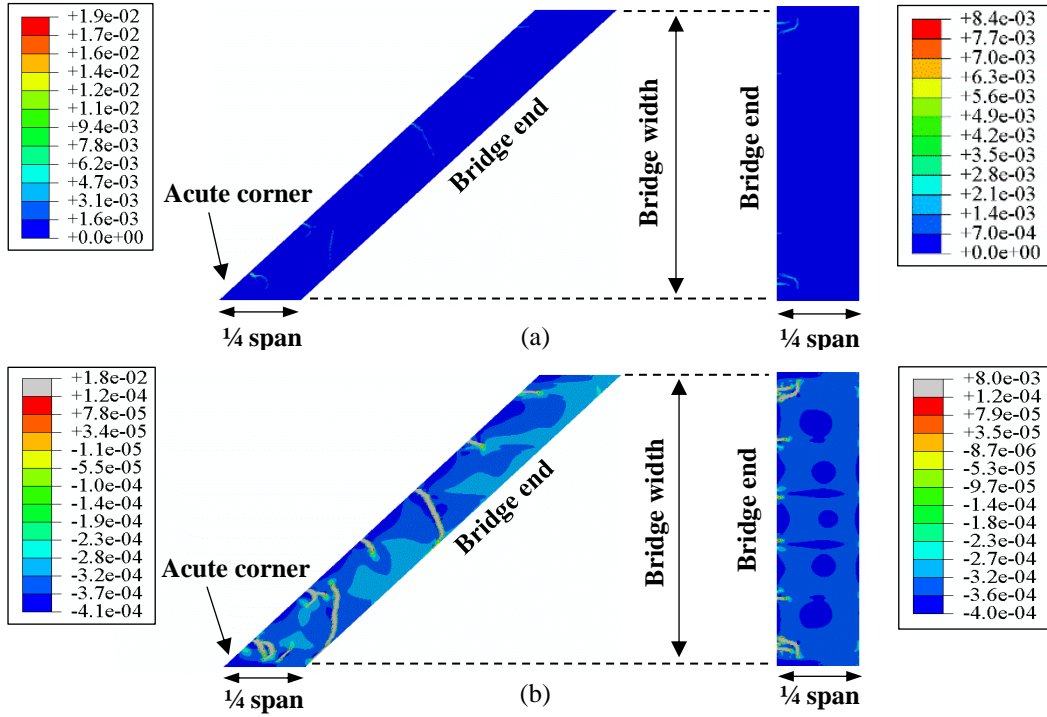 +1.9e-02
+1.7e-02
+1.6e-02
+1.4e-02
+1.2e-02
+1.1e-02
+9.4e-03
+7.8e-03
+6.2e-03
+4.7e-03
+3.1e-03
+1.6e-03
+0.0e+00
Acute corner
Bridge end
Bridge width
Bridge end
+8.4e-03
+7.7e-03
+7.0e-03
+6.3e-03
+5.6e-03
+4.9e-03
+4.2e-03
+3.5e-03
+2.8e-03
+2.1e-03
+1.4e-03
+7.0e-04
+0.0e+00
¼ span
(a)
¼ span
+1.8e-02
+1.2e-04
+7.8e-05
+3.4e-05
-1.1e-05
-5.5e-05
-1.0e-04
-1.4e-04
-1.9e-04
-2.3e-04
-2.8e-04
-3.2e-04
-3.7e-04
-4.1e-04
Acute corner
Bridge end
Bridge width
Bridge end
+8.0e-03
+1.2e-04
+7.9e-05
+3.5e-05
-8.7e-06
-5.3e-05
-9.7e-05
-1.4e-04
-1.8e-04
-2.3e-04
-2.7e-04
-3.2e-04
-3.6e-04
-4.0e-04
¼ span
(b)
¼ span